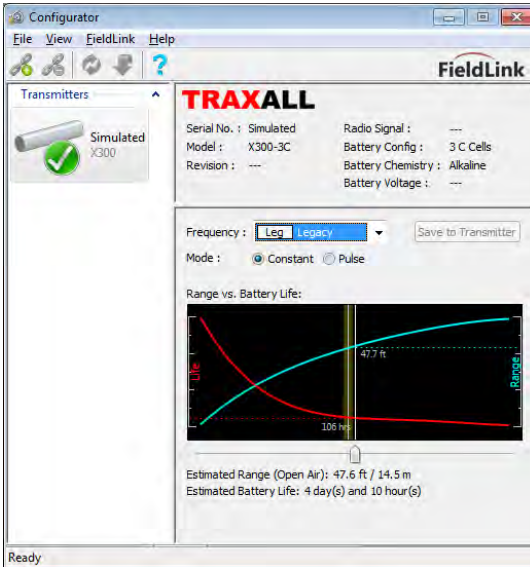 Configurator
File View FieldLink Help
?
FieldLink
Transmitters
Simulated
X300
TRAXALL
Serial No. : Simulated Radio Signal : ---
Model : X300-3C Battery Config : 3 C Cells
Revision : --- Battery Chemistry : Alkaline
Battery Voltage : ---
Frequency : Leg Legacy Save to Transmitter
Mode : Constant Pulse
Range vs. Battery Life:
Life
47.7 ft
Range
106 hrs
Estimated Range (Open Air): 47.6 ft / 14.5 m
Estimated Battery Life: 4 day(s) and 10 hour(s)
Ready